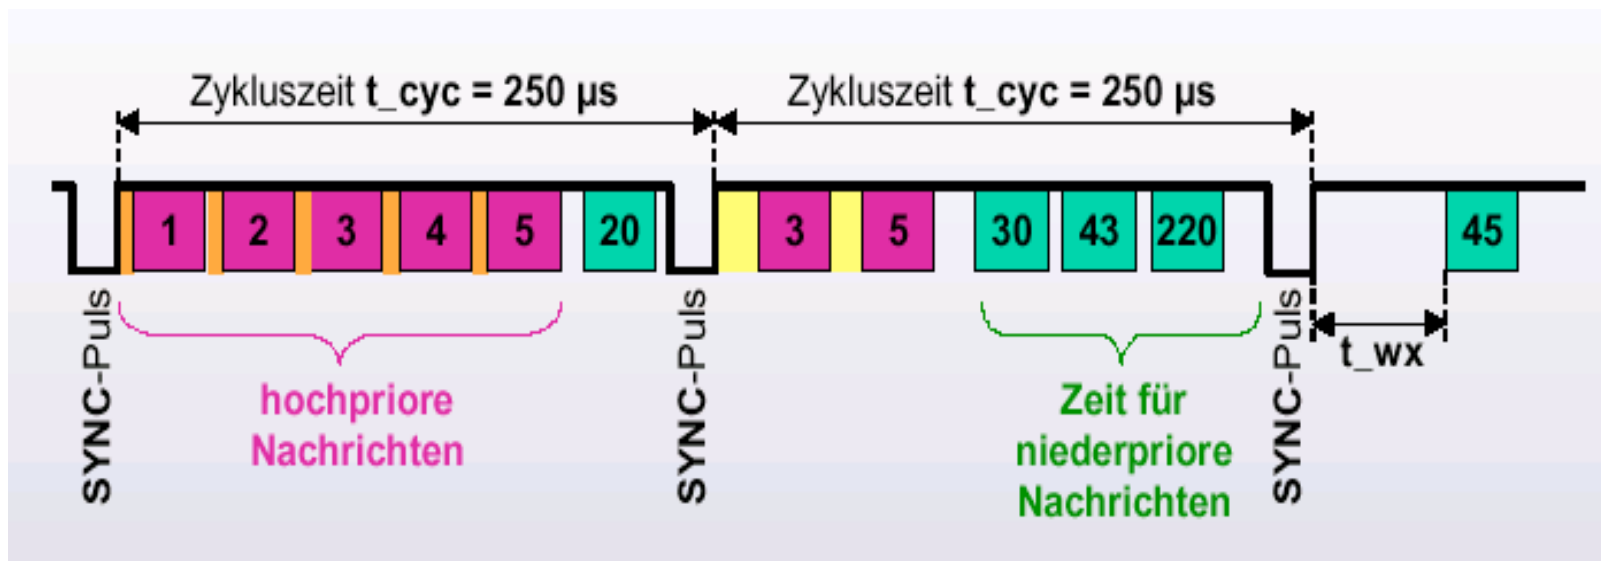 Zykluszeit t_cyc = 250 µs
Zykluszeit t_cyc = 250 µs
1 2 3 4 5 20 3 5 30 43 220 45
SYNC-Puls
hochpriore
Nachrichten
SYNC-Puls
Zeit für
niederpriore
Nachrichten
SYNC-Puls
t_wx